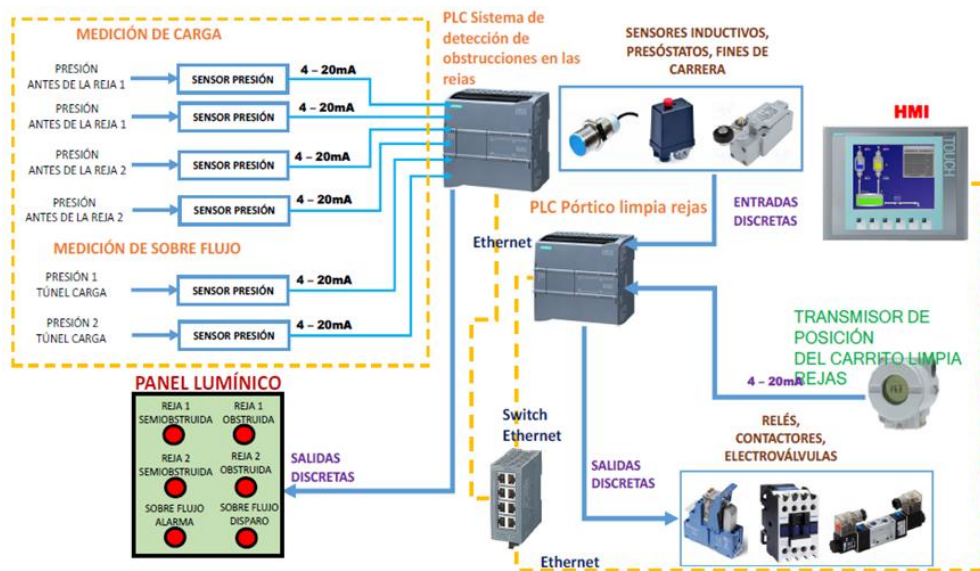 MEDICIÓN DE CARGA
PRESIÓN
ANTES DE LA REJA 1
SENSOR PRESIÓN
4 – 20mA
PRESIÓN
ANTES DE LA REJA 1
SENSOR PRESIÓN
4 – 20mA
PRESIÓN
ANTES DE LA REJA 2
SENSOR PRESIÓN
4 – 20mA
PRESIÓN
ANTES DE LA REJA 2
SENSOR PRESIÓN
4 – 20mA
MEDICIÓN DE SOBRE FLUJO
PRESIÓN 1
TÚNEL CARGA
SENSOR PRESIÓN
4 – 20mA
PRESIÓN 2
TÚNEL CARGA
SENSOR PRESIÓN
4 – 20mA
PLC Sistema de
detección de
obstrucciones en las
rejas
SENSORES INDUCTIVOS,
PRESÓSTATOS, FINES DE
CARRERA
HMI
TOUCH
ENTRADAS
DISCRETAS
PLC Pórtico limpia rejas
Ethernet
TRANSMISOR DE
POSICIÓN
DEL CARRITO LIMPIA
REJAS
4 – 20mA
PANEL LUMÍNICO
REJA 1
SEMIOBSTRUIDA
REJA 1
OBSTRUIDA
REJA 2
SEMIOBSTRUIDA
REJA 2
OBSTRUIDA
SOBRE FLUJO
ALARMA
SOBRE FLUJO
DISPARO
SALIDAS
DISCRETAS
Switch
Ethernet
SALIDAS
DISCRETAS
RELÉS,
CONTACTORES,
ELECTROVÁLVULAS
Ethernet